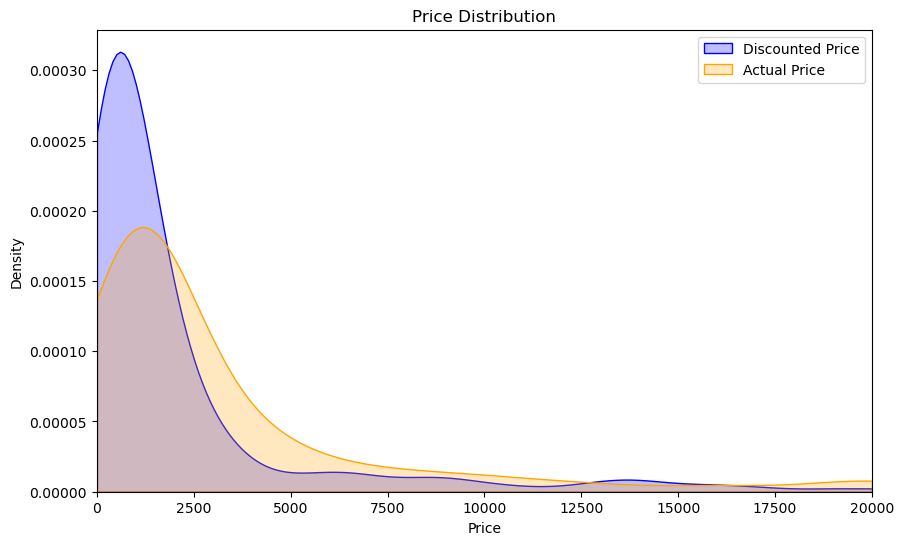 Price Distribution
Discounted Price
Actual Price
0.00030
0.00025
0.00020
0.00015
0.00010
0.00005
0.00000
Density
0 2500 5000 7500 10000 12500 15000 17500 20000
Price